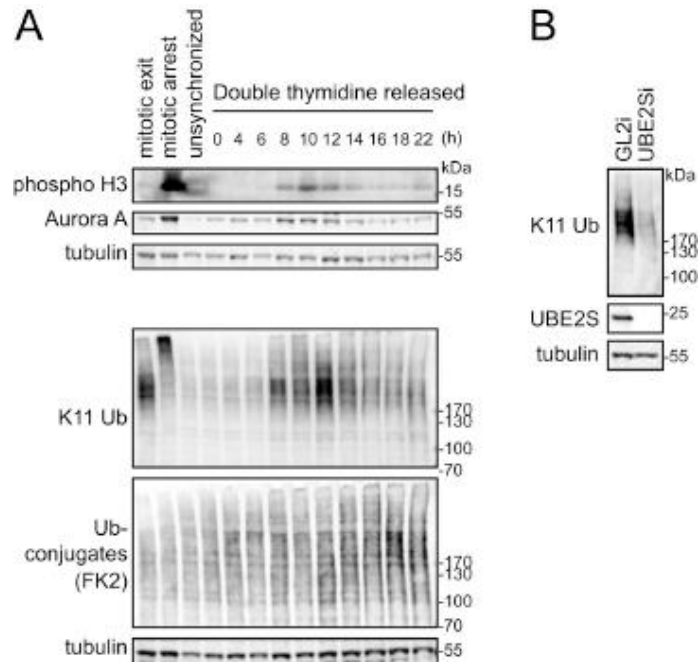 A
mitotic exit
mitotic arrest
unsynchronized
Double thymidine released
0 4 6 8 10 12 14 16 18 22 (h)
kDa
phospho H3
-15
Aurora A
-55
tubulin
-55
K11 Ub
-170
-130
-100
-70
Ub-
conjugates
(FK2)
-170
-130
-100
70
tubulin
-55
B
GL2i
UBE2Si
kDa
K11 Ub
170
-130
100
UBE2S
-25
tubulin
-55